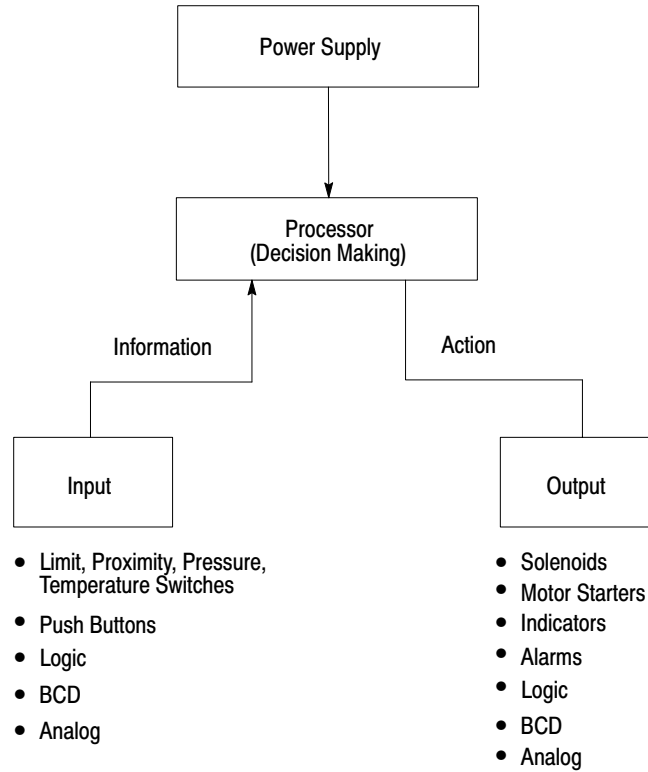 Power Supply
Processor
(Decision Making)
Information
Action
Input
Output
• Limit, Proximity, Pressure,
Temperature Switches
• Push Buttons
• Logic
• BCD
• Analog
• Solenoids
• Motor Starters
• Indicators
• Alarms
• Logic
• BCD
• Analog